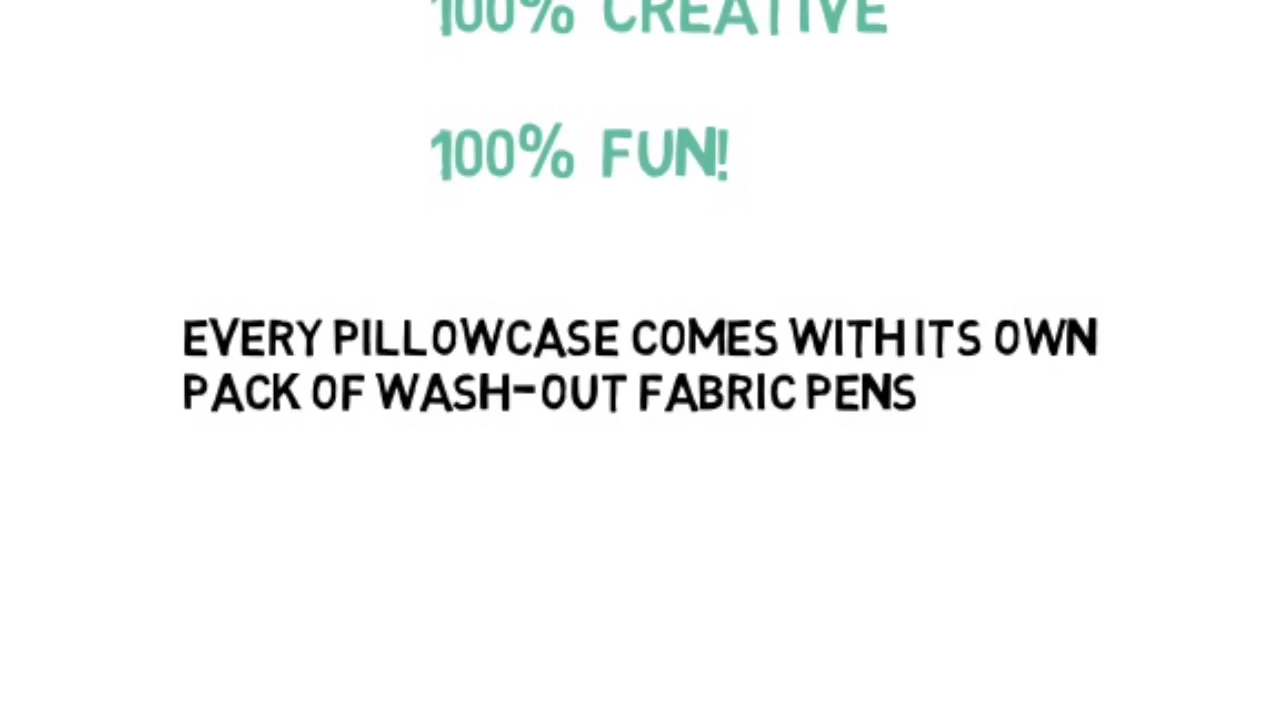 100% CREATIVE
100% FUN!
EVERY PILLOWCASE COMES WITH ITS OWN
PACK OF WASH-OUT FABRIC PENS